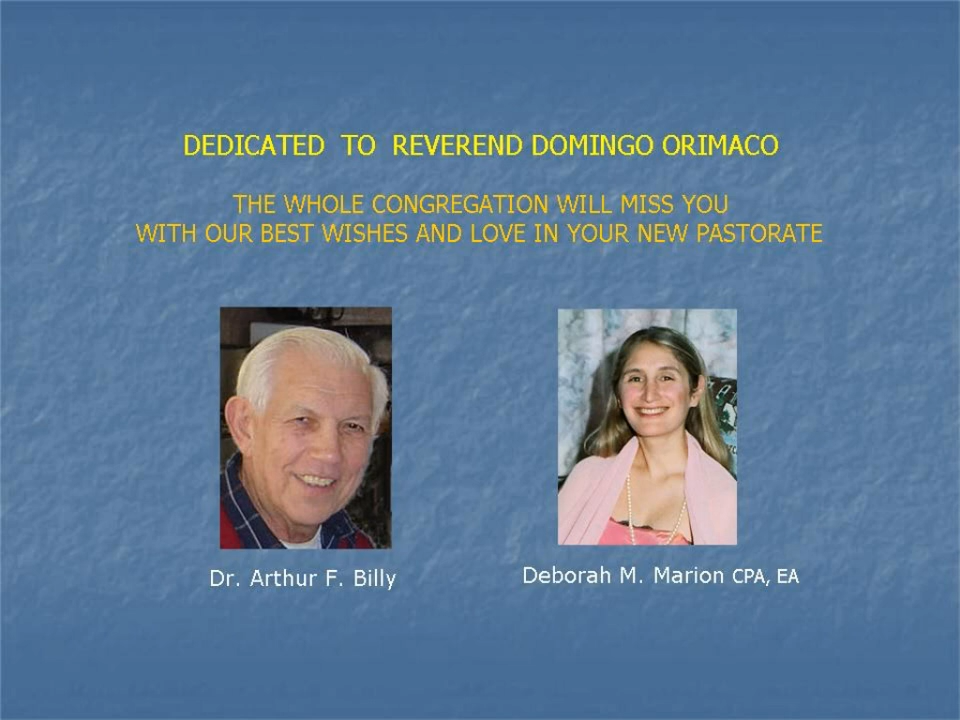 DEDICATED TO REVEREND DOMINGO ORIMACO
THE WHOLE CONGREGATION WILL MISS YOU
WITH OUR BEST WISHES AND LOVE IN YOUR NEW PASTORATE
Dr. Arthur F. Billy
Deborah M. Marion CPA, EA